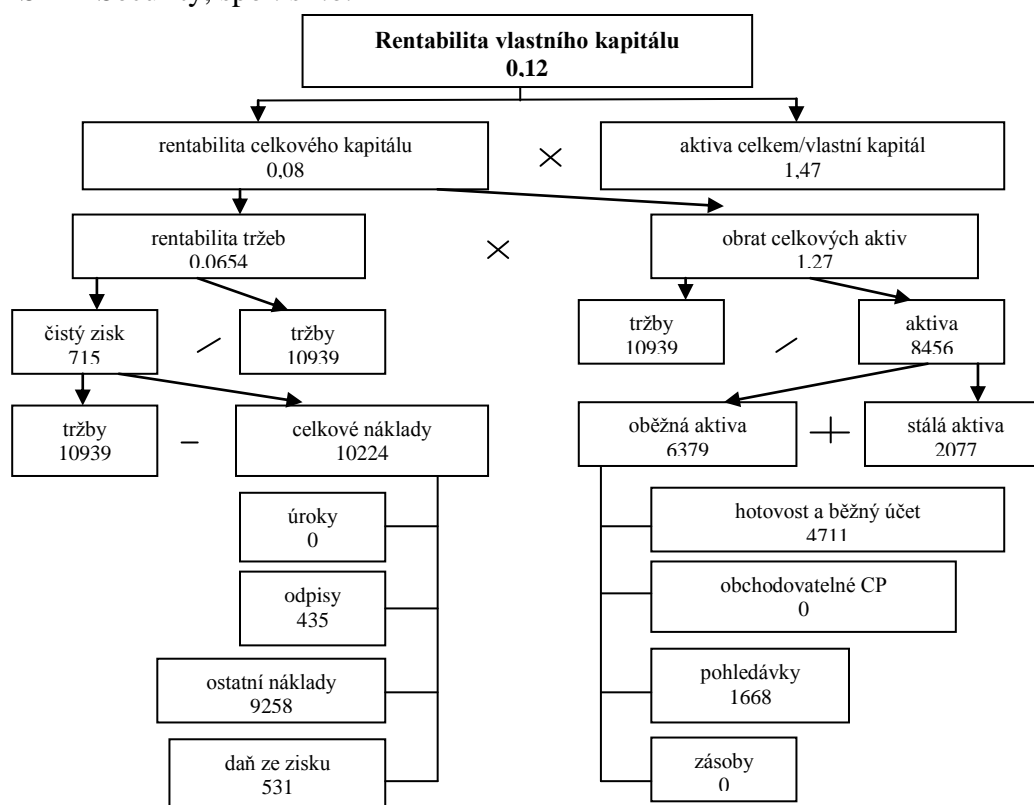 Rentabilita vlastního kapitálu
0,12
rentabilita celkového kapitálu
0,08
×
aktiva celkem/vlastní kapitál
1,47
rentabilita tržeb
0,0654
×
obrat celkových aktiv
1,27
čistý zisk
715
/
tržby
10939
tržby
10939
/
aktiva
8456
tržby
10939
-
celkové náklady
10224
oběžná aktiva
6379
+
stálá aktiva
2077
úroky
0
hotovost a běžný účet
4711
odpisy
435
obchodovatelné CP
0
ostatní náklady
9258
pohledávky
1668
daň ze zisku
531
zásoby
0